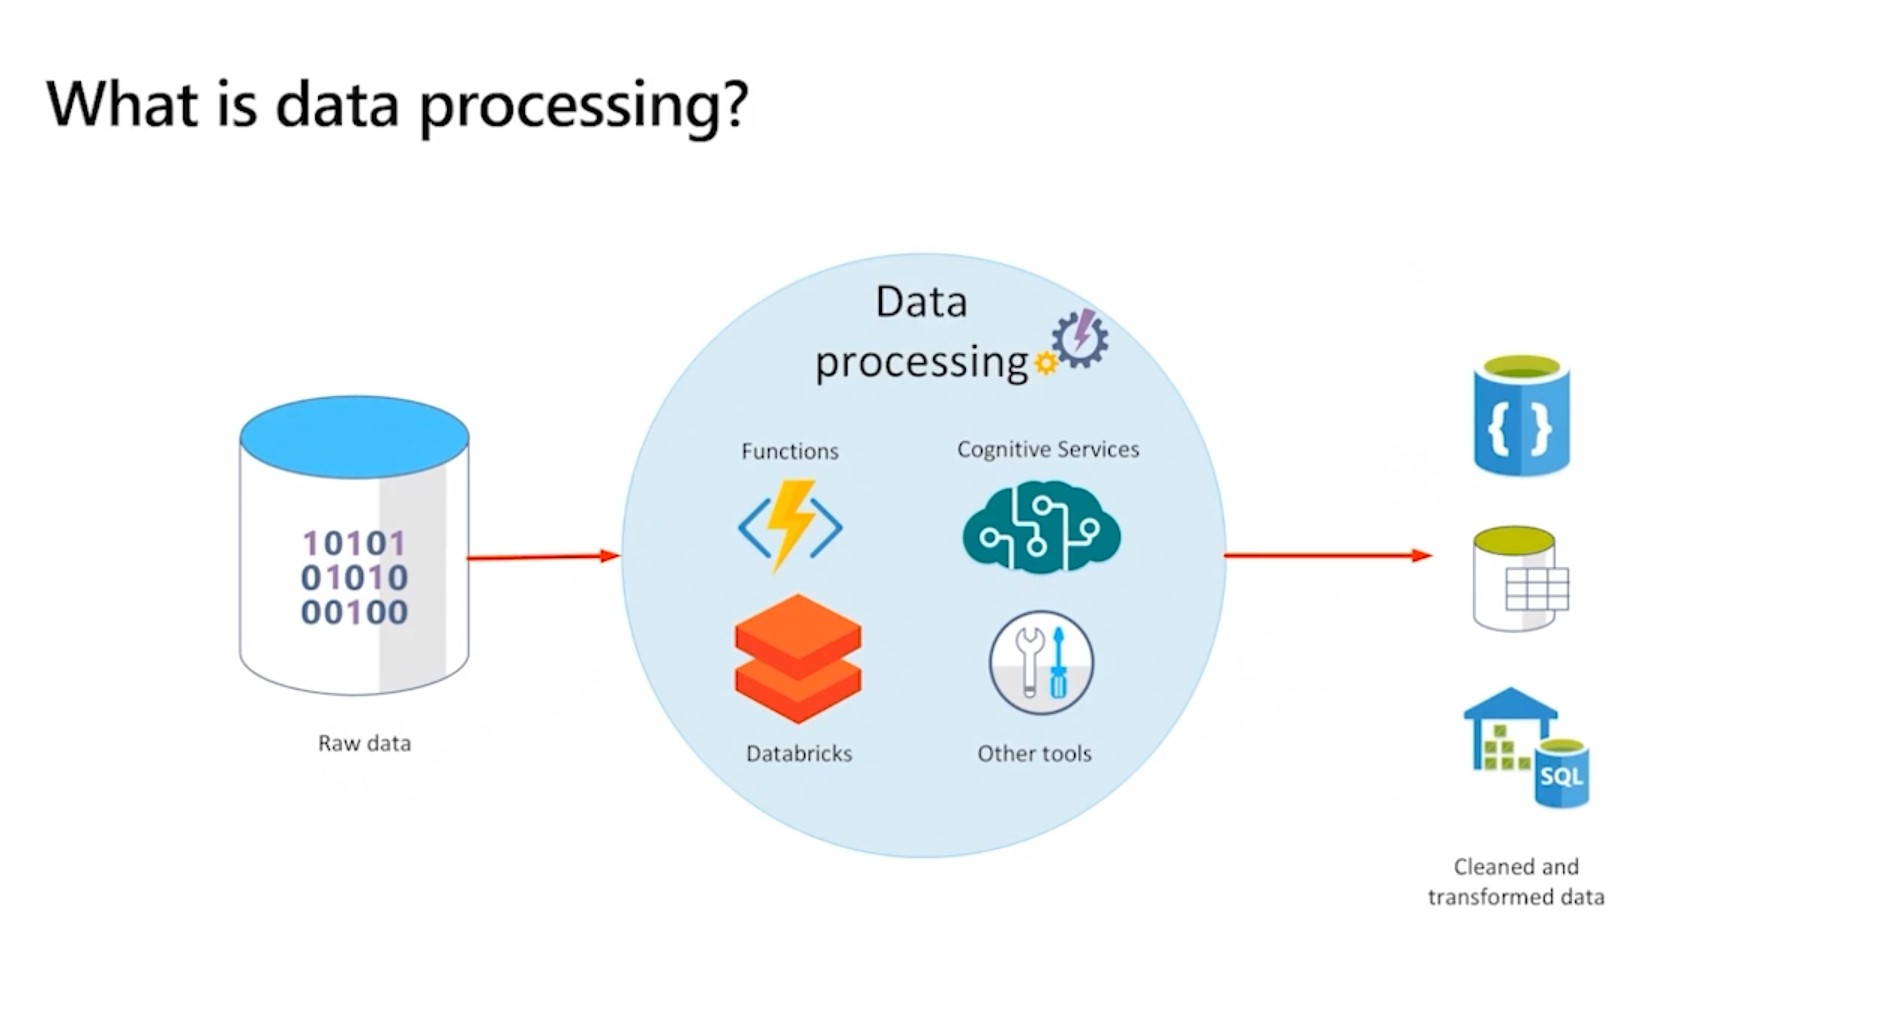 What is data processing?
Data
processing
Functions
Cognitive Services
10101
01010
00100
Raw data
Databricks
Other tools
{ }
SQL
Cleaned and
transformed data